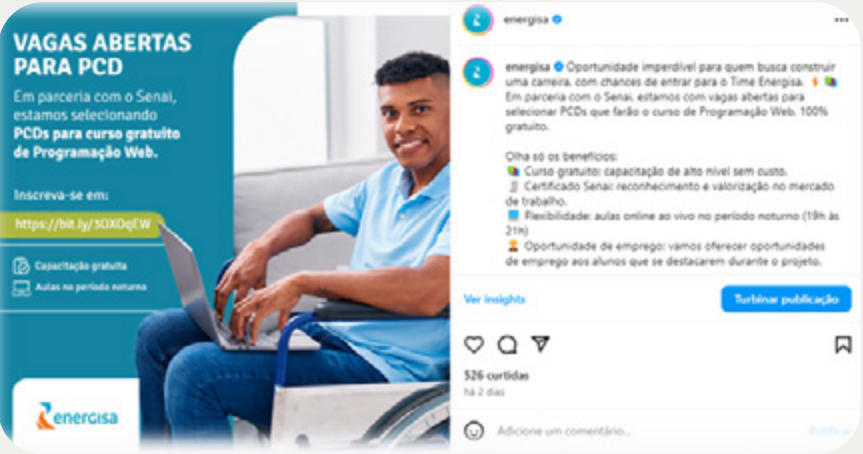 VAGAS ABERTAS
PARA PCD
Em parceria com o Senai,
estamos selecionando
PCDs para curso gratuito
de Programação Web.
Inscreva-se em:
https://bit.ly/3OXOqEW
Capacitação gratuita
Aulas no período noturno
energisa
energisa
energisa Oportunidade imperdível para quem busca construir
uma carreira, com chances de entrar para o Time Energisa.
Em parceria com o Senai, estamos com vagas abertas para
selecionar PCDs que farão o curso de Programação Web, 100%
gratuito.
Olha só os benefícios:
Curso gratuito: capacitação de alto nível sem custo.
Certificado Senai: reconhecimento e valorização no mercado
de trabalho.
Flexibilidade: aulas online ao vivo no período noturno (19h às
21h)
Oportunidade de emprego: vamos oferecer oportunidades
de emprego aos alunos que se destacarem durante o projeto.
Ver insights
Turbinar publicação
526 curtidas
há 2 dias
Adicione um comentário...
Publicar